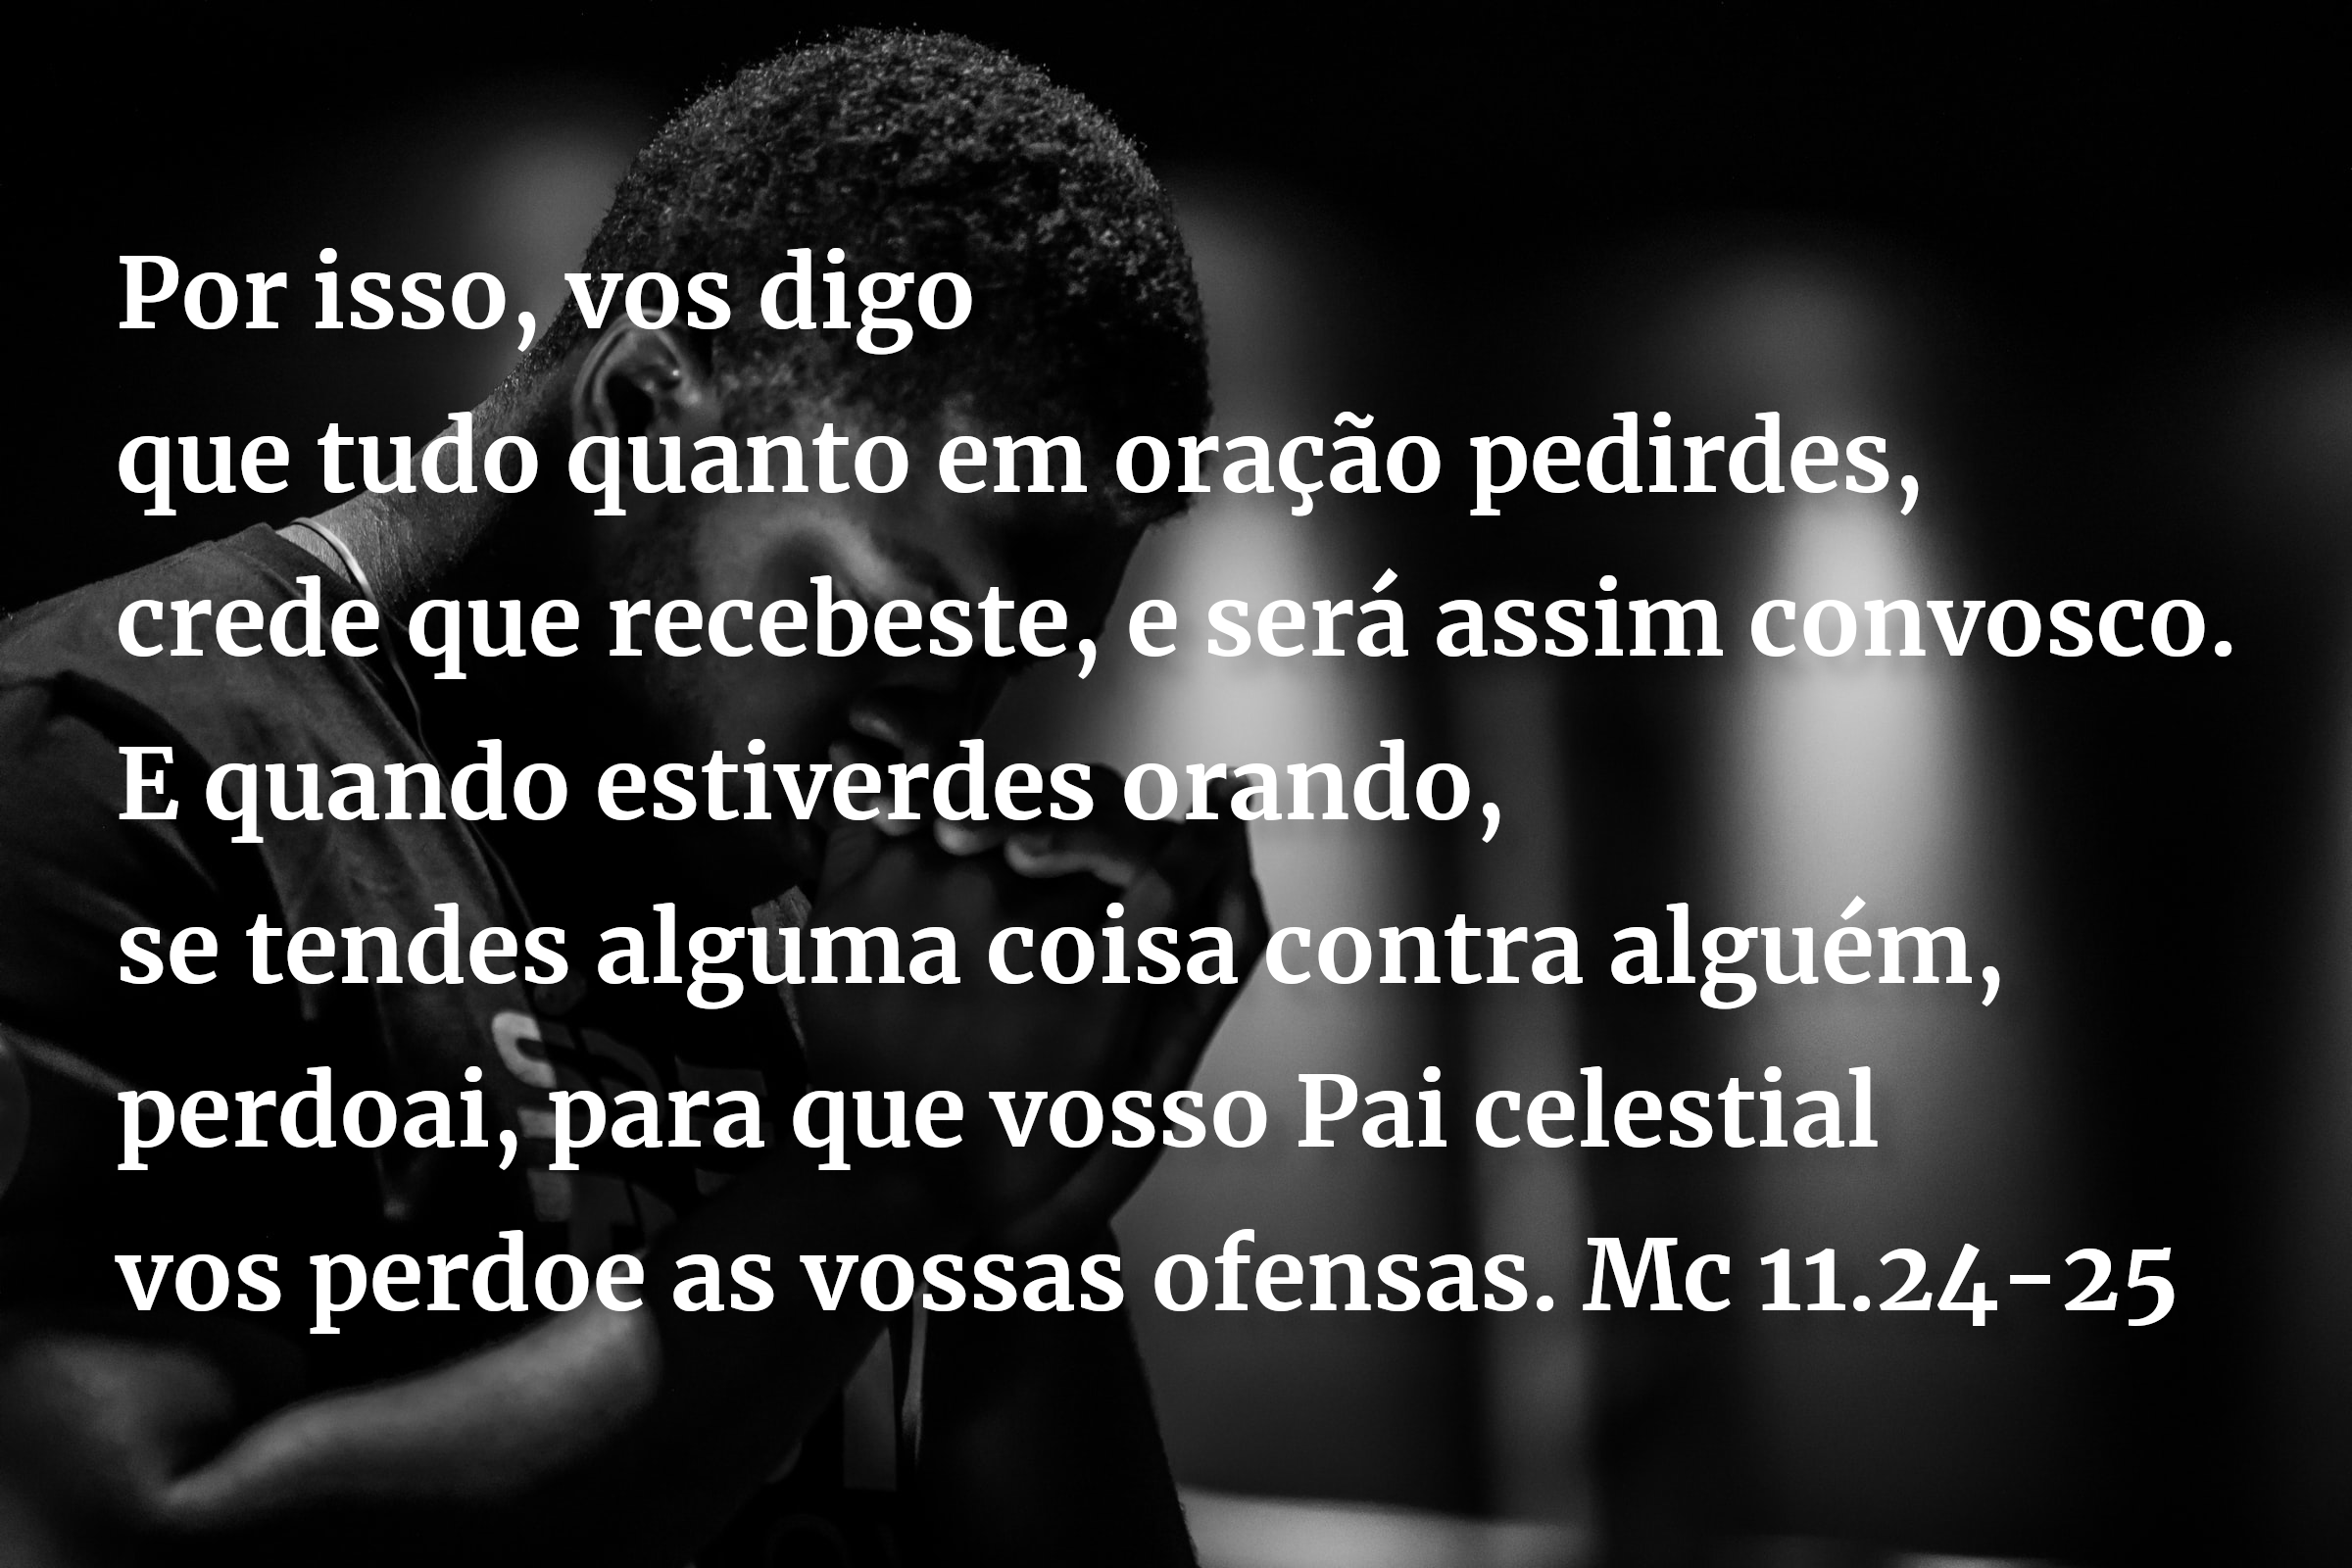 Por isso, vos digo
que tudo quanto em oração pedirdes,
crede que recebeste, e será assim convosco.
E quando estiverdes orando,
se tendes alguma coisa contra alguém,
perdoai, para que vosso Pai celestial
vos perdoe as vossas ofensas. Mc 11.24-25